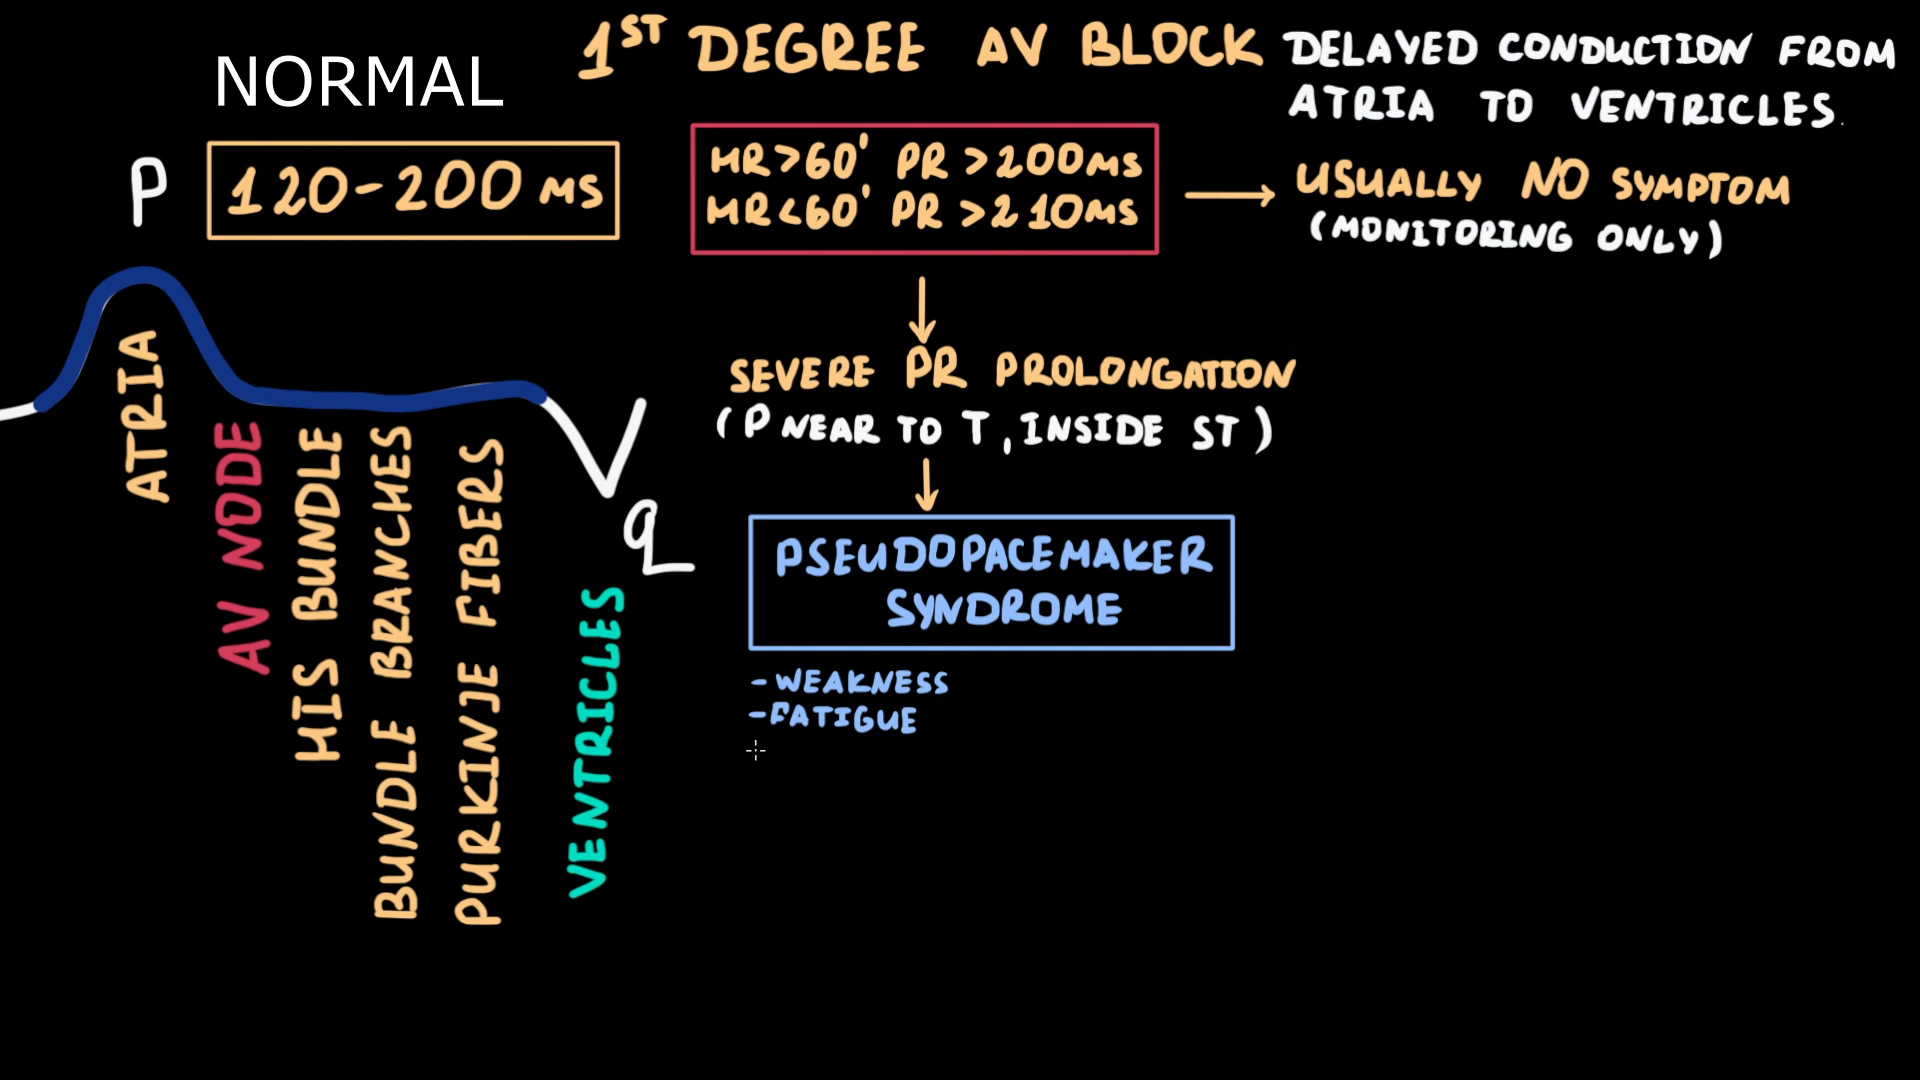 NORMAL
P
120-200 MS
ATRIA
AV NODE
HIS BUNDLE
BUNDLE BRANCHES
PURKINJE FIBERS
q
VENTRICLES
1ST DEGREE AV BLOCK
DELAYED CONDUCTION FROM
ATRIA TO VENTRICLES.
HR>60' PR >200MS
HR<60' PR >210MS
USUALLY NO SYMPTOM
(MONITORING ONLY)
SEVERE PR PROLONGATION
(P NEAR TO T, INSIDE ST)
PSEUDOPACEMAKER
SYNDROME
- WEAKNESS
- FATIGUE